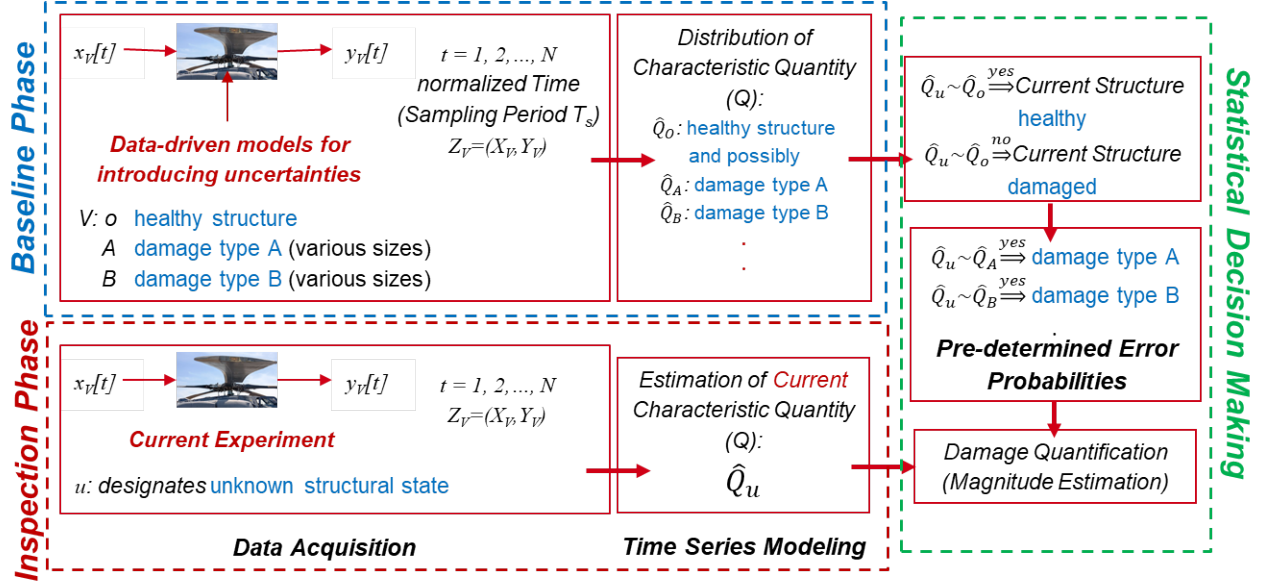 Baseline Phase
x_V[t]
y_V[t]
t = 1, 2,..., N
normalized Time
(Sampling Period T_s)
Z_V=(X_V,Y_V)
Data-driven models for
introducing uncertainties
V: o healthy structure
A damage type A (various sizes)
B damage type B (various sizes)
Distribution of
Characteristic Quantity
(Q):
Q̂_O: healthy structure
and possibly
Q̂_A: damage type A
Q̂_B: damage type B
.
.
Inspection Phase
x_V[t]
y_V[t]
t = 1, 2, ..., N
Z_V=(X_V,Y_V)
Current Experiment
u: designates unknown structural state
Data Acquisition
Estimation of Current
Characteristic Quantity
(Q):
Q̂_u
Time Series Modeling
Statistical Decision Making
Q̂_u~Q̂_o yes ⟹ Current Structure
healthy
Q̂_u~Q̂_o no ⟹ Current Structure
damaged
Q̂_u~Q̂_A yes ⟹ damage type A
Q̂_u~Q̂_B yes ⟹ damage type B
.
Pre-determined Error
Probabilities
Damage Quantification
(Magnitude Estimation)